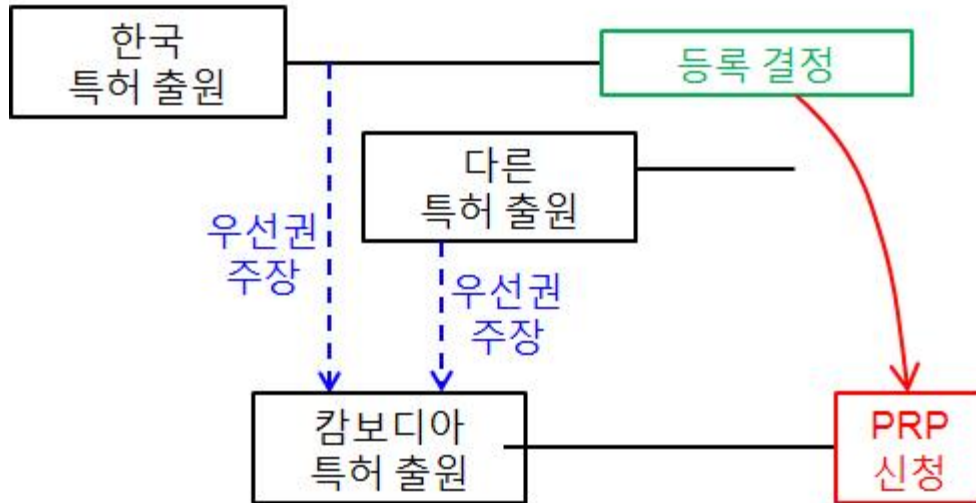 한국
특허 출원
등록 결정
다른
특허 출원
우선권
주장
우선권
주장
캄보디아
특허 출원
PRP
신청